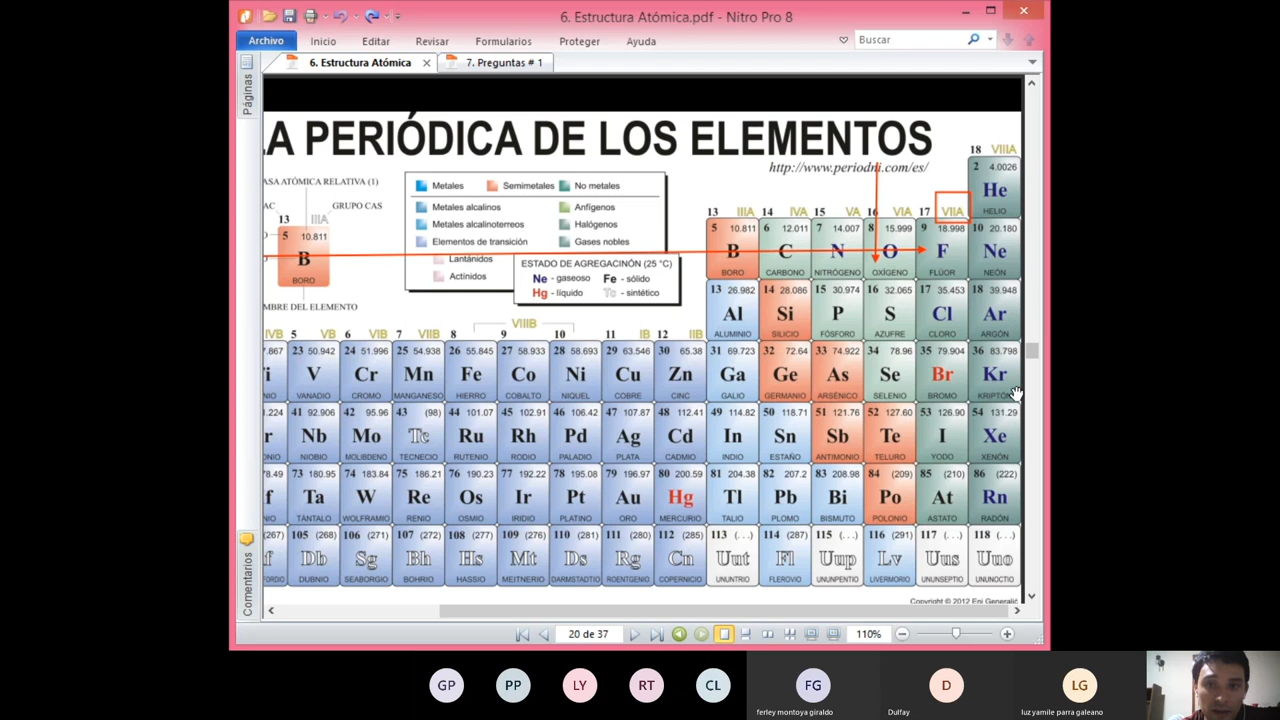 6. Estructura Atómica.pdf - Nitro Pro 8
Archivo Inicio Editar Revisar Formularios Proteger Ayuda Buscar
6. Estructura Atómica 7. Preguntas # 1
Páginas
LA PERIÓDICA DE LOS ELEMENTOS
http://www.periodni.com/es/
ASA ATÓMICA RELATIVA (1)
GRUPO CAS
13 IIIA
5 10.811
B
BORO
MBRE DEL ELEMENTO
Metales Semimetales No metales
Metales alcalinos Anfígenos
Metales alcalinoterreos Halógenos
Elementos de transición Gases nobles
Lantánidos
Actínidos
ESTADO DE AGREGACINÓN (25 °C)
Ne - gaseoso Fe - sólido
Hg - líquido Tc - sintético
18 VIIIA
2 4.0026
He
HELIO
13 IIIA 14 IVA 15 VA 16 VIA 17 VIIA
5 10.811 6 12.011 7 14.007 8 15.999 9 18.998 10 20.180
B C N O F Ne
BORO CARBONO NITRÓGENO OXÍGENO FLÚOR NEÓN
13 26.982 14 28.086 15 30.974 16 32.065 17 35.453 18 39.948
Al Si P S Cl Ar
ALUMINIO SILICIO FÓSFORO AZUFRE CLORO ARGÓN
VIIIB
IVB 5 VB 6 VIB 7 VIIB 8 9 10 11 IB 12 IIB
7.867 23 50.942 24 51.996 25 54.938 26 55.845 27 58.933 28 58.693 29 63.546 30 65.38 31 69.723 32 72.64 33 74.922 34 78.96 35 79.904 36 83.798
i V Cr Mn Fe Co Ni Cu Zn Ga Ge As Se Br Kr
NIO VANADIO CROMO MANGANESO HIERRO COBALTO NIQUEL COBRE CINC GALIO GERMANIO ARSÉNICO SELENIO BROMO KRIPTÓN
1.224 41 92.906 42 95.96 43 (98) 44 101.07 45 102.91 46 106.42 47 107.87 48 112.41 49 114.82 50 118.71 51 121.76 52 127.60 53 126.90 54 131.29
r Nb Mo Tc Ru Rh Pd Ag Cd In Sn Sb Te I Xe
ONIO NIOBIO MOLIBDENO TECNECIO RUTENIO RODIO PALADIO PLATA CADMIO INDIO ESTAÑO ANTIMONIO TELURO YODO XENÓN
78.49 73 180.95 74 183.84 75 186.21 76 190.23 77 192.22 78 195.08 79 196.97 80 200.59 81 204.38 82 207.2 83 208.98 84 (209) 85 (210) 86 (222)
f Ta W Re Os Ir Pt Au Hg Tl Pb Bi Po At Rn
IO TÁNTALO WOLFRAMIO RENIO OSMIO IRIDIO PLATINO ORO MERCURIO TALIO PLOMO BISMUTO POLONIO ASTATO RADÓN
(267) 105 (268) 106 (271) 107 (272) 108 (277) 109 (276) 110 (281) 111 (280) 112 (285) 113 (...) 114 (287) 115 (...) 116 (291) 117 (...) 118 (...)
f Db Sg Bh Hs Mt Ds Rg Cn Uut Fl Uup Lv Uus Uuo
FORDIO DUBNIO SEABORGIO BOHRIO HASSIO MEITNERIO DARMSTADTIO ROENTGENIO COPERNICIO UNUNTRIO FLEROVIO UNUNPENTIO LIVERMORIO UNUNSEPTIO UNUNOCTIO
Copyright © 2012 Eni Generalić
Comentarios
20 de 37 110%
GP PP LY RT CL FG D LG
ferley montoya giraldo Dulfay luz yamile parra galeano